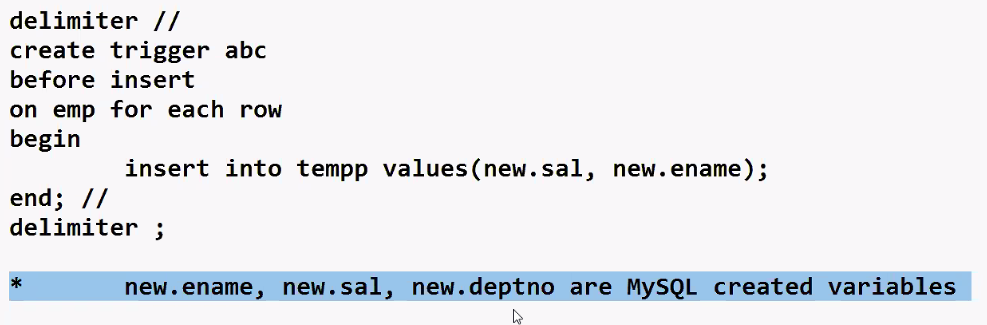 delimiter //
create trigger abc
before insert
on emp for each row
begin
insert into tempp values(new.sal, new.ename);
end; //
delimiter ;
* new.ename, new.sal, new.deptno are MySQL created variables